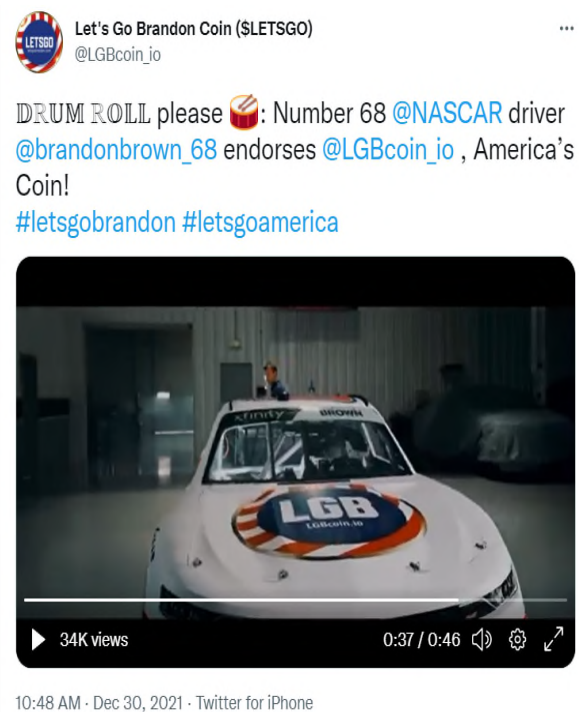 LETSGO
Let's Go Brandon Coin ($LETSGO)
@LGBcoin_io
𝔻ℝ𝕌𝕄 ℝ𝕆𝕃𝕃 please 🥁: Number 68 @NASCAR driver
@brandonbrown_68 endorses @LGBcoin_io , America's
Coin!
#letsgobrandon #letsgoamerica
xfinity BROWN
LGB
LGBcoin.io
34K views
0:37 / 0:46
10:48 AM · Dec 30, 2021 · Twitter for iPhone